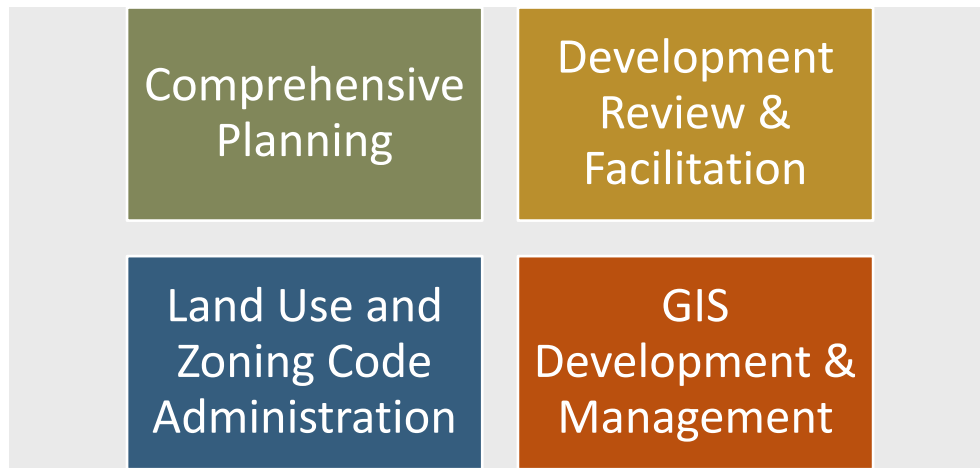 Comprehensive
Planning
Development
Review &
Facilitation
Land Use and
Zoning Code
Administration
GIS
Development &
Management